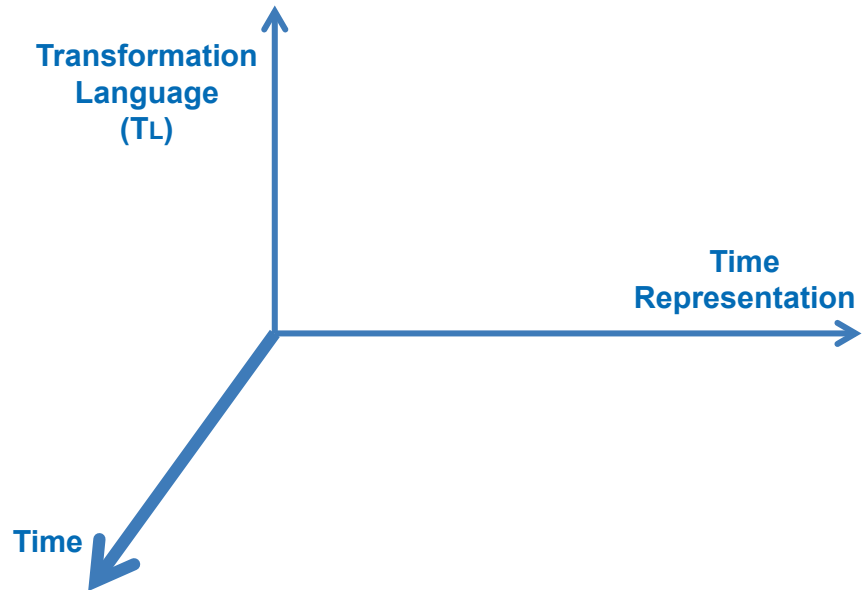 Transformation
Language
(TL)
Time
Representation
Time